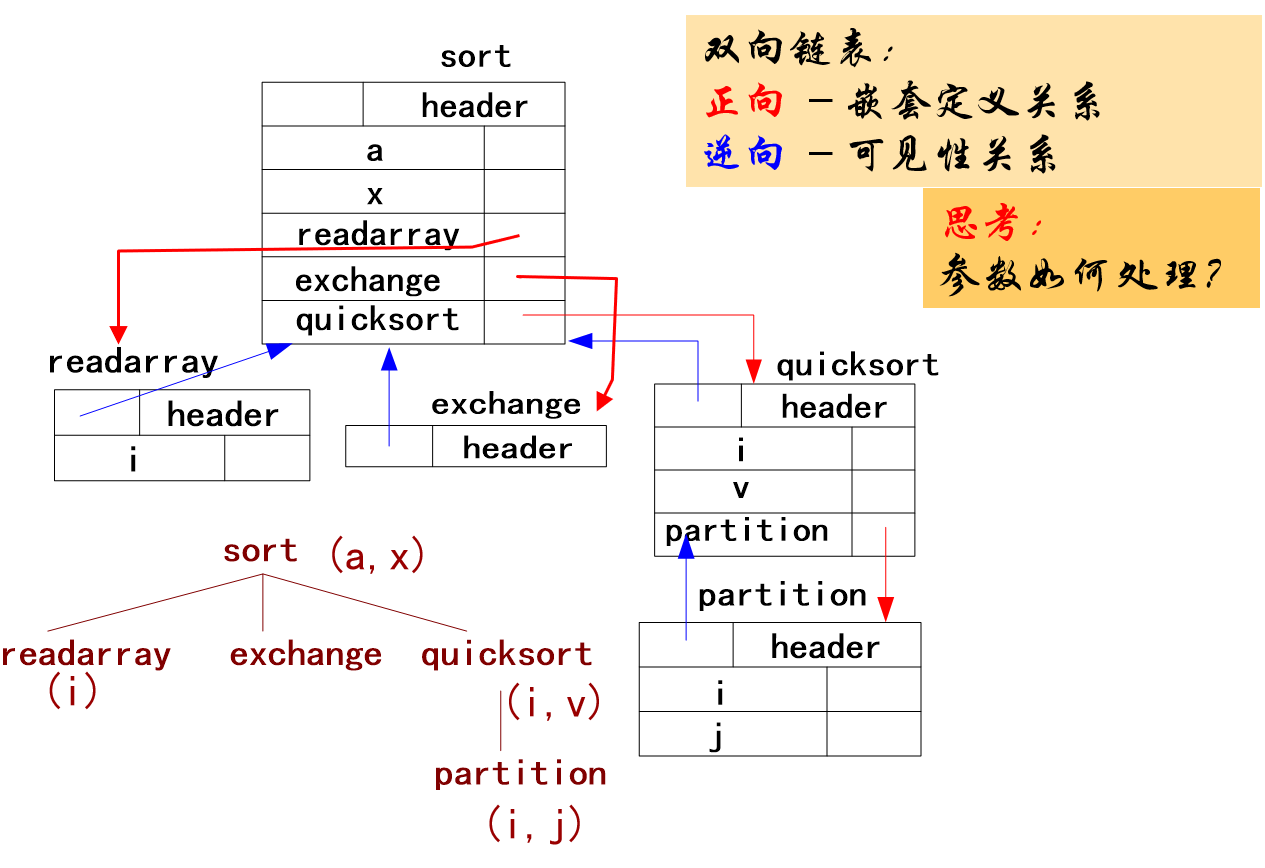 双向链表：
正向 －嵌套定义关系
逆向 －可见性关系
思考：
参数如何处理？
sort
header
a
x
readarray
exchange
quicksort
readarray
header
i
exchange
header
quicksort
header
i
v
partition
partition
header
i
j
sort (a,x)
readarray exchange quicksort
(i) (i,v)
partition
(i,j)